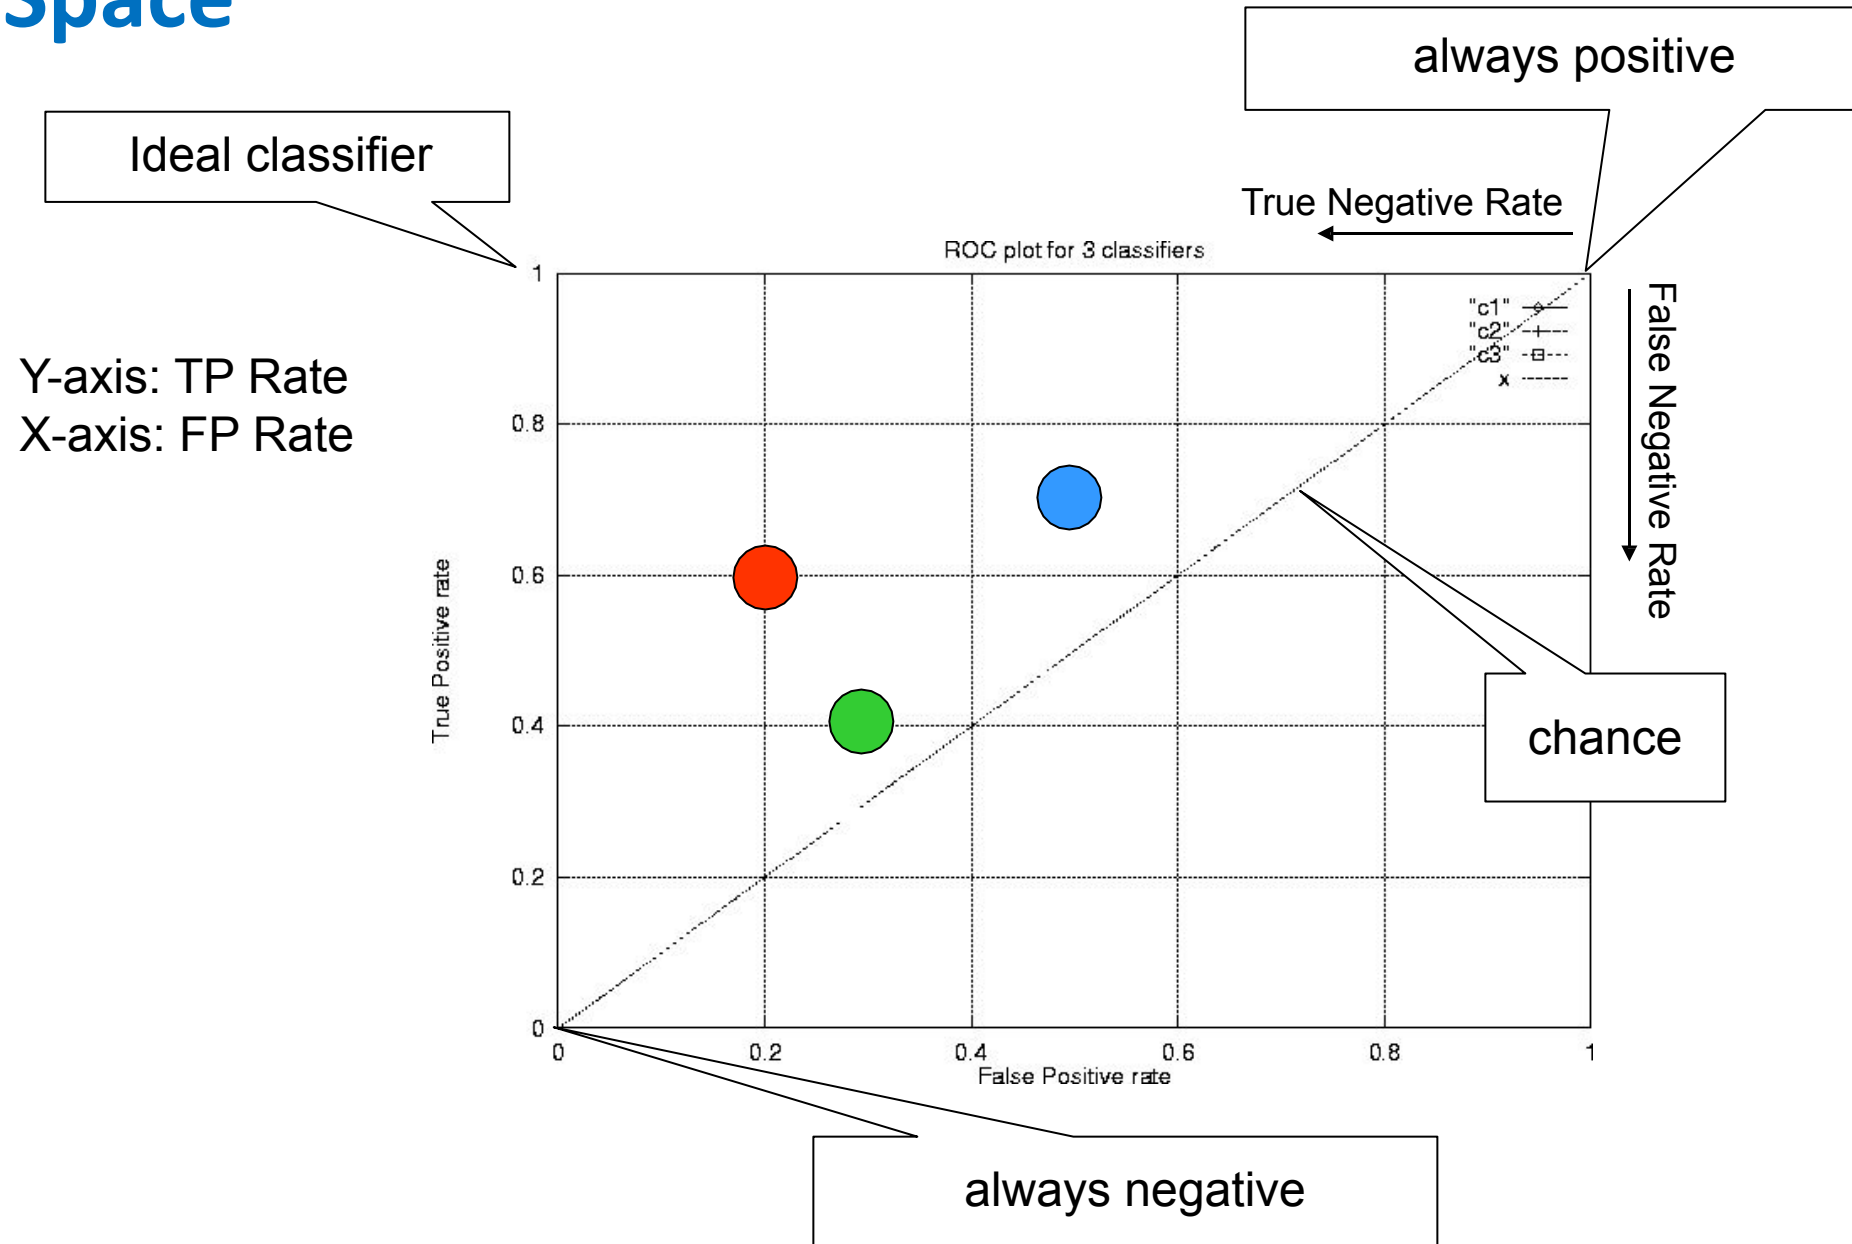 Space
always positive
Ideal classifier
True Negative Rate
ROC plot for 3 classifiers
1
"c1"
"c2"
"c3"
x
False Negative Rate
Y-axis: TP Rate
X-axis: FP Rate
0.8
0.6
True Positive rate
0.4
chance
0.2
0
0 0.2 0.4 0.6 0.8 1
False Positive rate
always negative